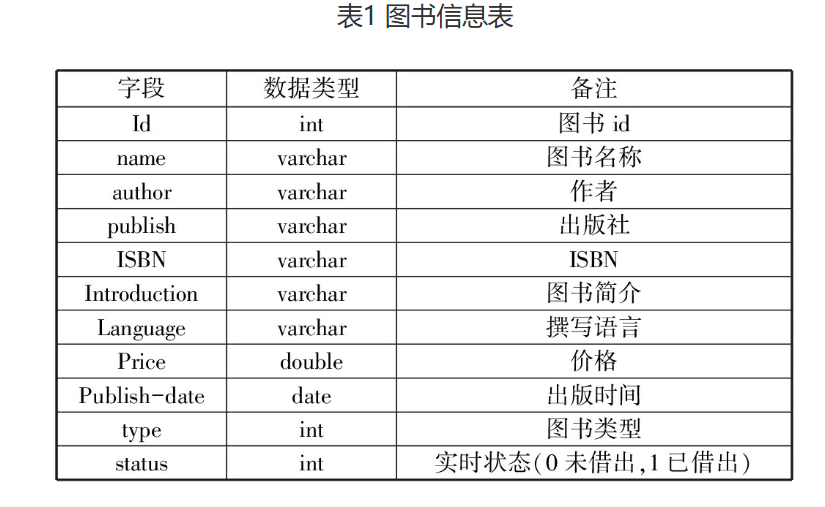 表1 图书信息表
字段 数据类型 备注
Id int 图书 id
name varchar 图书名称
author varchar 作者
publish varchar 出版社
ISBN varchar ISBN
Introduction varchar 图书简介
Language varchar 撰写语言
Price double 价格
Publish-date date 出版时间
type int 图书类型
status int 实时状态(0 未借出,1 已借出)